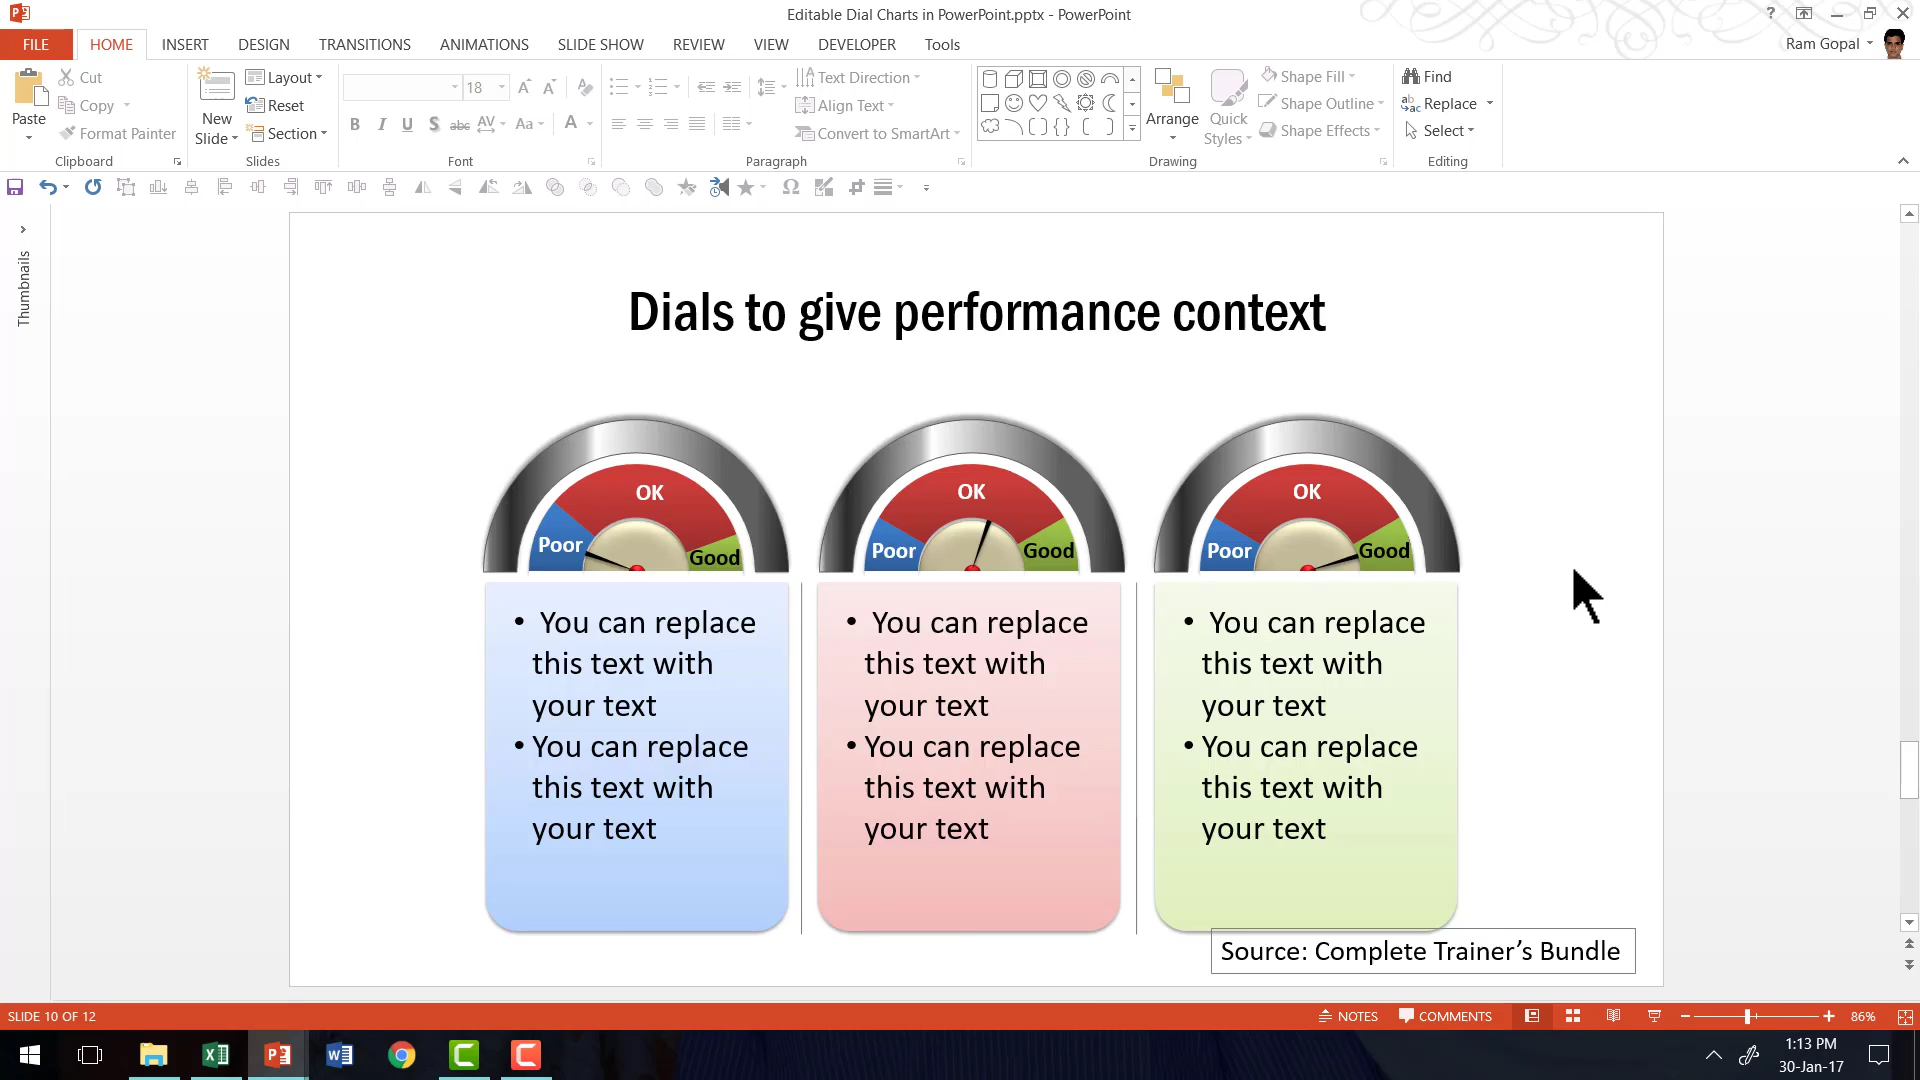 Editable Dial Charts in PowerPoint.pptx - PowerPoint
?
FILE HOME INSERT DESIGN TRANSITIONS ANIMATIONS SLIDE SHOW REVIEW VIEW DEVELOPER Tools
Ram Gopal
Paste
Cut
Copy
Format Painter
Clipboard
New
Slide
Layout
Reset
Section
Slides
18
B I U S abc AV Aa A
Font
Text Direction
Align Text
Convert to SmartArt
Paragraph
Arrange
Quick
Styles
Shape Fill
Shape Outline
Shape Effects
Drawing
Find
Replace
Select
Editing
Thumbnails
Dials to give performance context
Poor OK Good
Poor OK Good
Poor OK Good
• You can replace
this text with
your text
• You can replace
this text with
your text
• You can replace
this text with
your text
• You can replace
this text with
your text
• You can replace
this text with
your text
• You can replace
this text with
your text
Source: Complete Trainer’s Bundle
SLIDE 10 OF 12
NOTES
COMMENTS
86%
1:13 PM
30-Jan-17